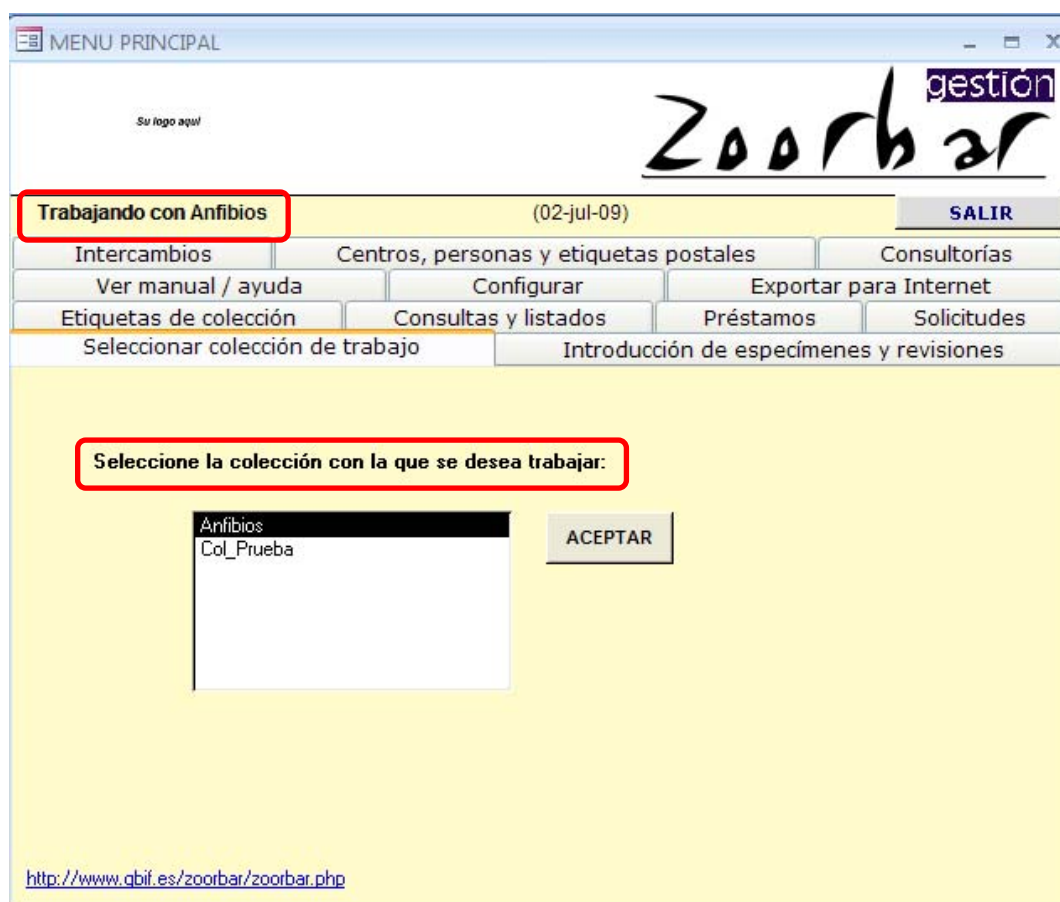 MENU PRINCIPAL
Su logo aquí
Zoorbar gestión
Trabajando con Anfibios (02-jul-09) SALIR
Intercambios Centros, personas y etiquetas postales Consultorías
Ver manual / ayuda Configurar Exportar para Internet
Etiquetas de colección Consultas y listados Préstamos Solicitudes
Seleccionar colección de trabajo Introducción de especímenes y revisiones
Seleccione la colección con la que se desea trabajar:
Anfibios
Col_Prueba
ACEPTAR
http://www.gbif.es/zoorbar/zoorbar.php